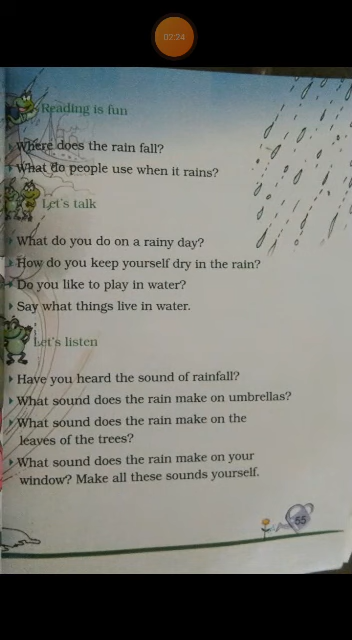 02:24
Reading is fun
Where does the rain fall?
What do people use when it rains?
Let's talk
What do you do on a rainy day?
How do you keep yourself dry in the rain?
Do you like to play in water?
Say what things live in water.
Let's listen
Have you heard the sound of rainfall?
What sound does the rain make on umbrellas?
What sound does the rain make on the
leaves of the trees?
What sound does the rain make on your
window? Make all these sounds yourself.
55